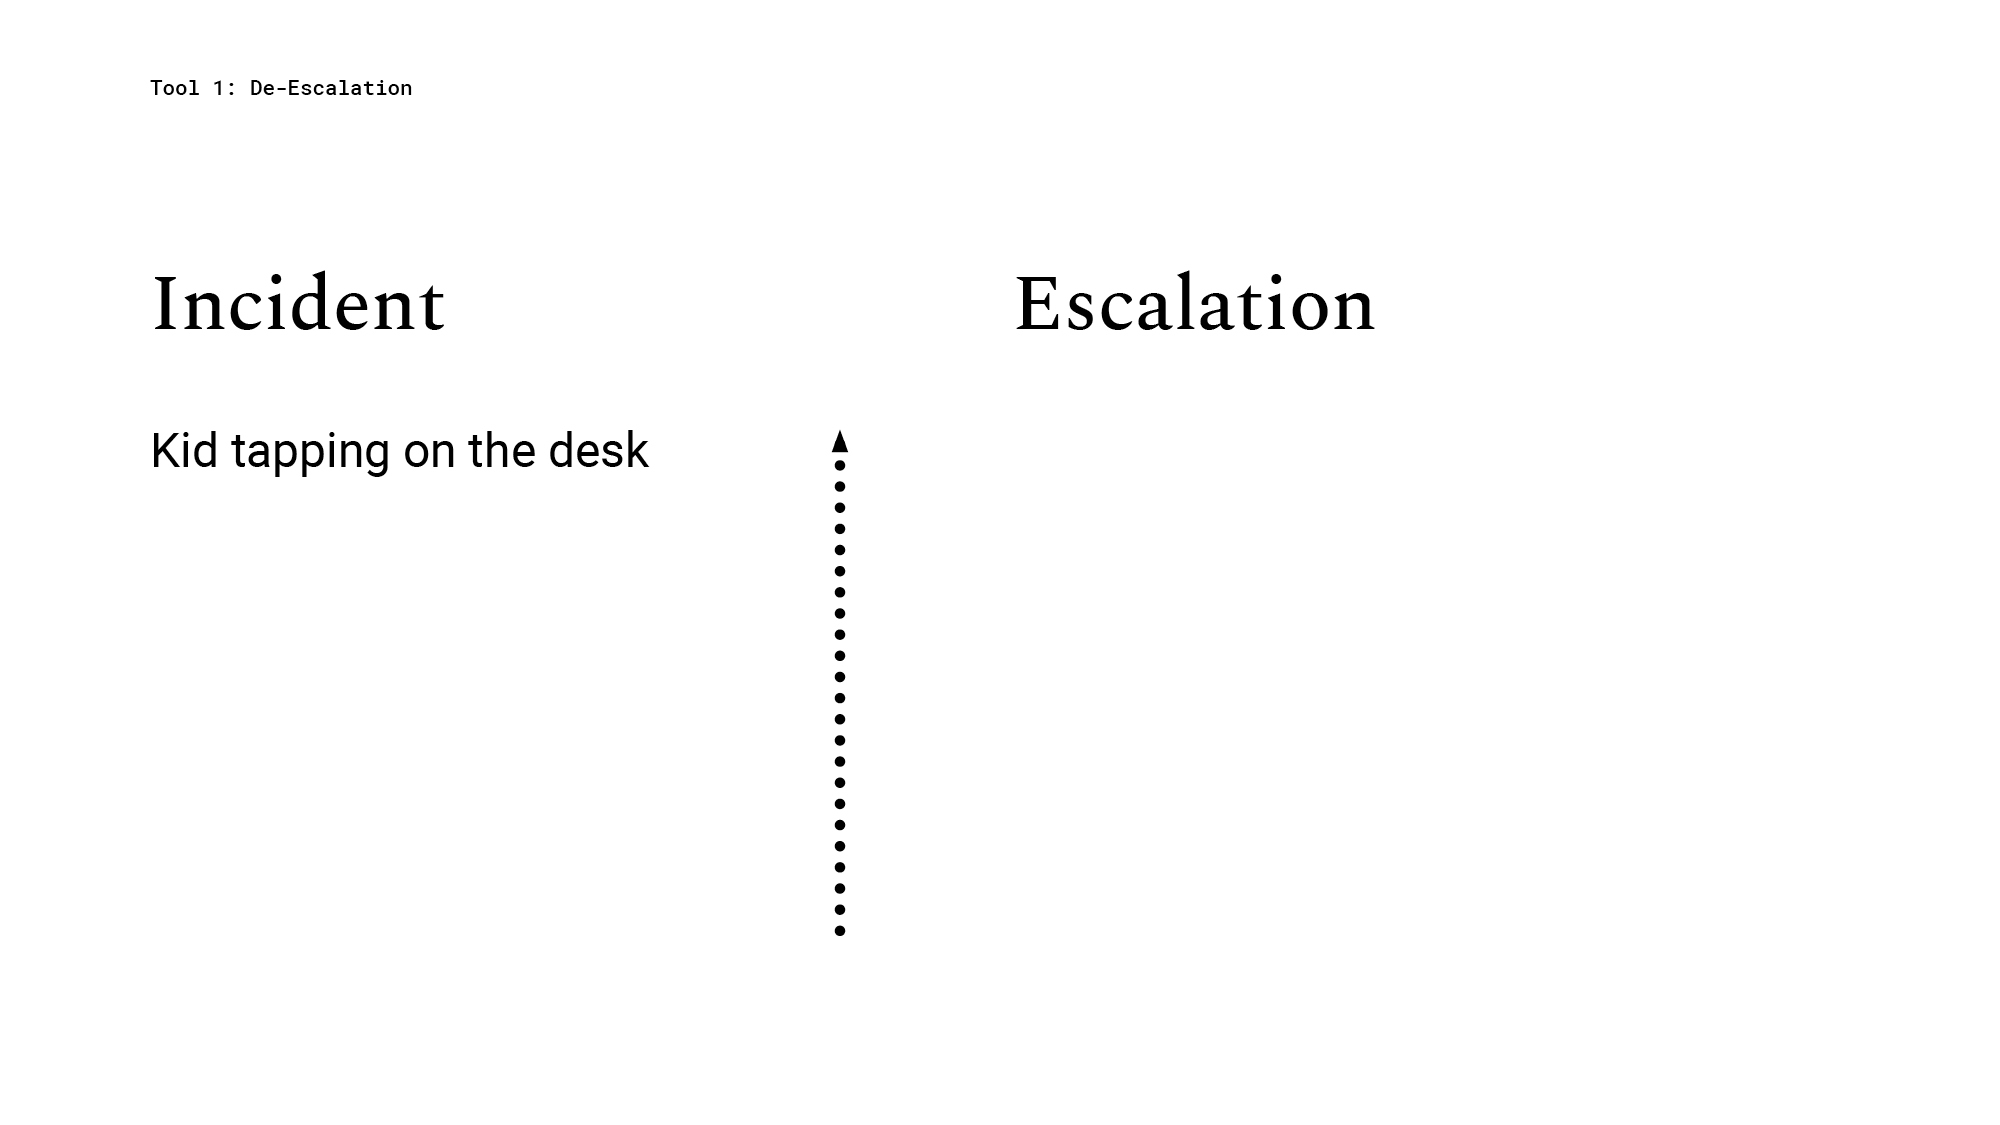 Tool 1: De-Escalation
Incident
Escalation
Kid tapping on the desk